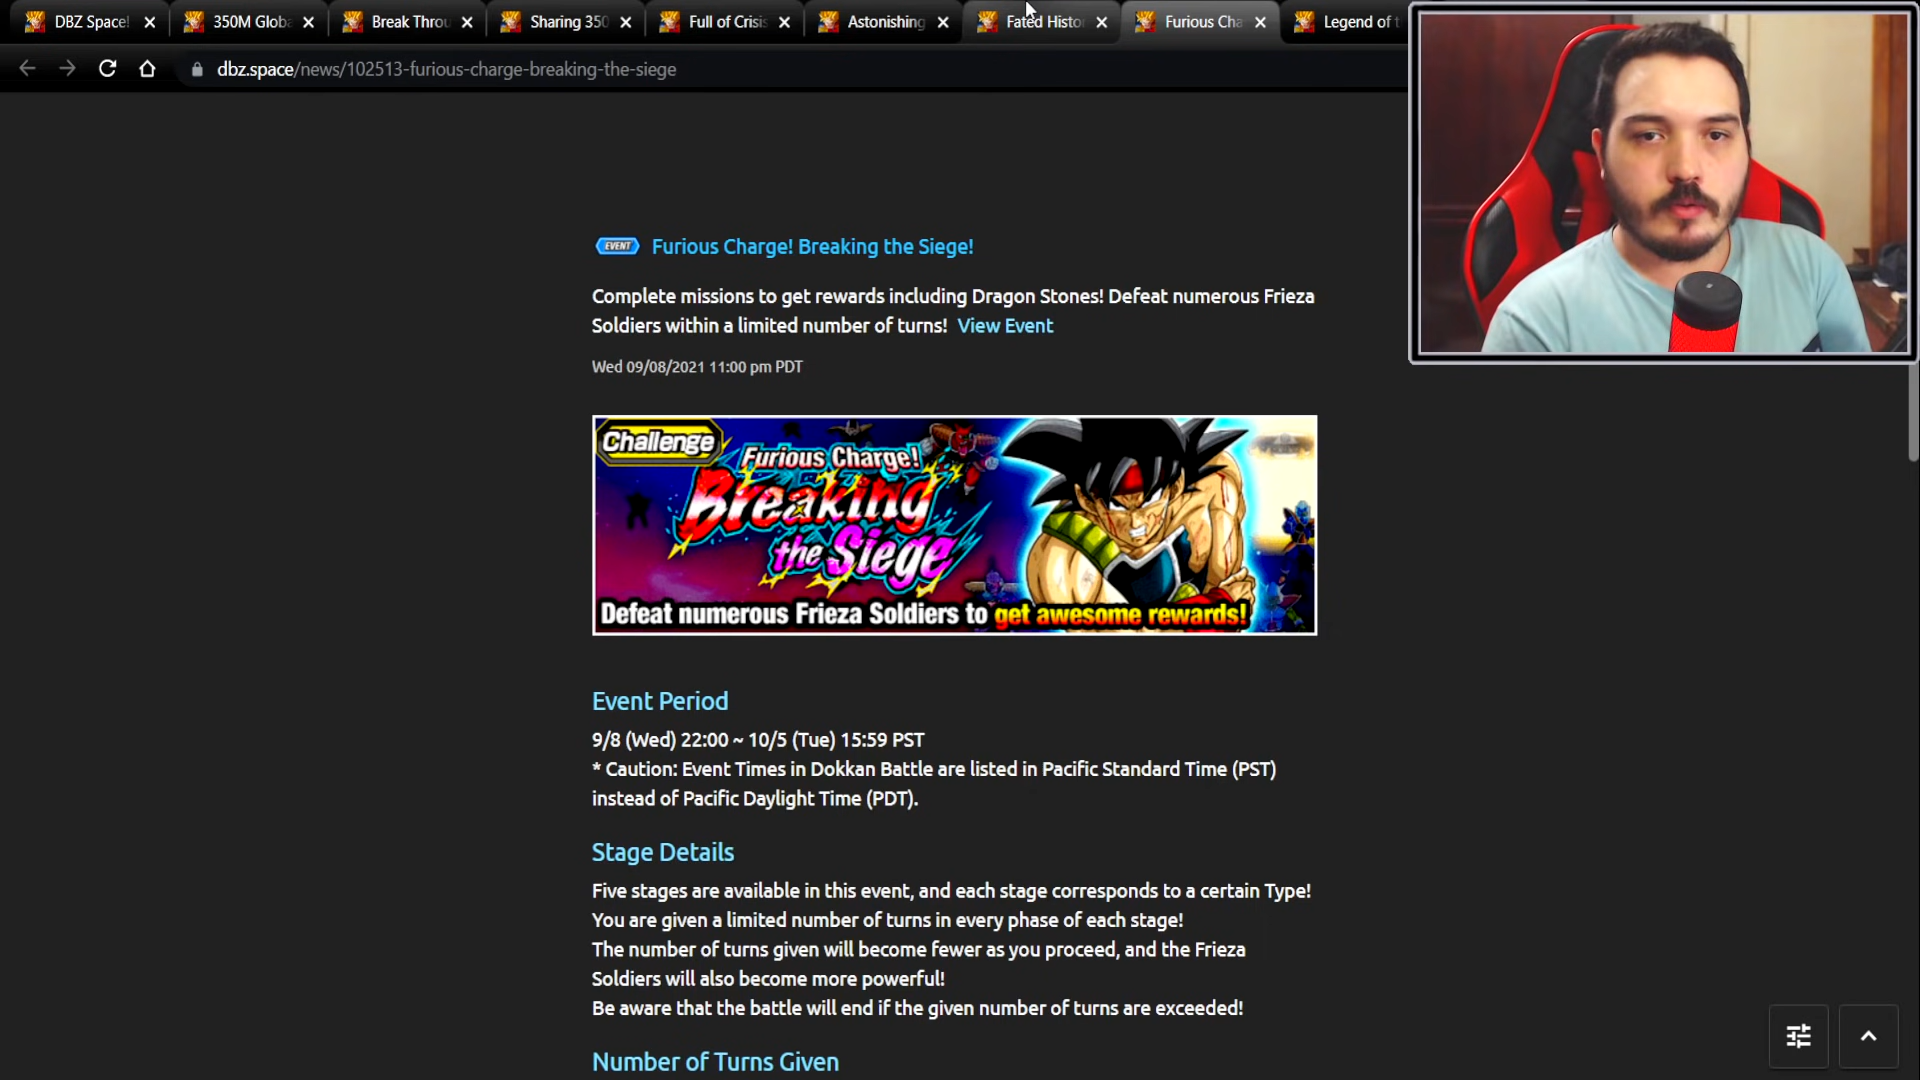 DBZ Space!
350M Globa
Break Throu
Sharing 350
Full of Crisis
Astonishing
Fated Histo
Furious Cha
Legend of t
dbz.space/news/102513-furious-charge-breaking-the-siege
EVENT Furious Charge! Breaking the Siege!
Complete missions to get rewards including Dragon Stones! Defeat numerous Frieza
Soldiers within a limited number of turns! View Event
Wed 09/08/2021 11:00 pm PDT
Challenge
Furious Charge!
Breaking
the Siege
Defeat numerous Frieza Soldiers to get awesome rewards!
Event Period
9/8 (Wed) 22:00 ~ 10/5 (Tue) 15:59 PST
* Caution: Event Times in Dokkan Battle are listed in Pacific Standard Time (PST)
instead of Pacific Daylight Time (PDT).
Stage Details
Five stages are available in this event, and each stage corresponds to a certain Type!
You are given a limited number of turns in every phase of each stage!
The number of turns given will become fewer as you proceed, and the Frieza
Soldiers will also become more powerful!
Be aware that the battle will end if the given number of turns are exceeded!
Number of Turns Given